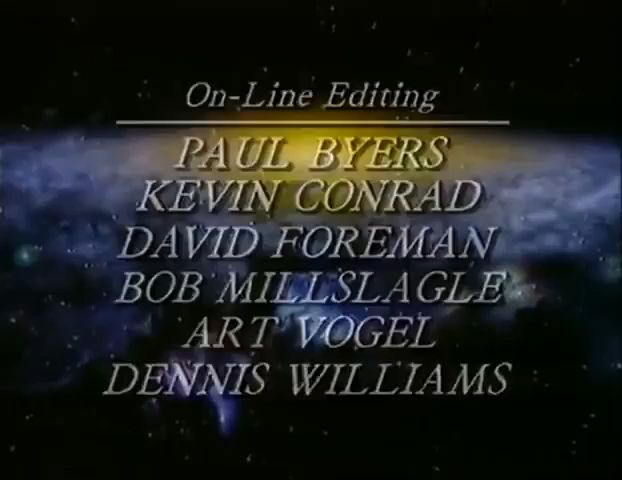 On-Line Editing
PAUL BYERS
KEVIN CONRAD
DAVID FOREMAN
BOB MILLSLAGLE
ART VOGEL
DENNIS WILLIAMS